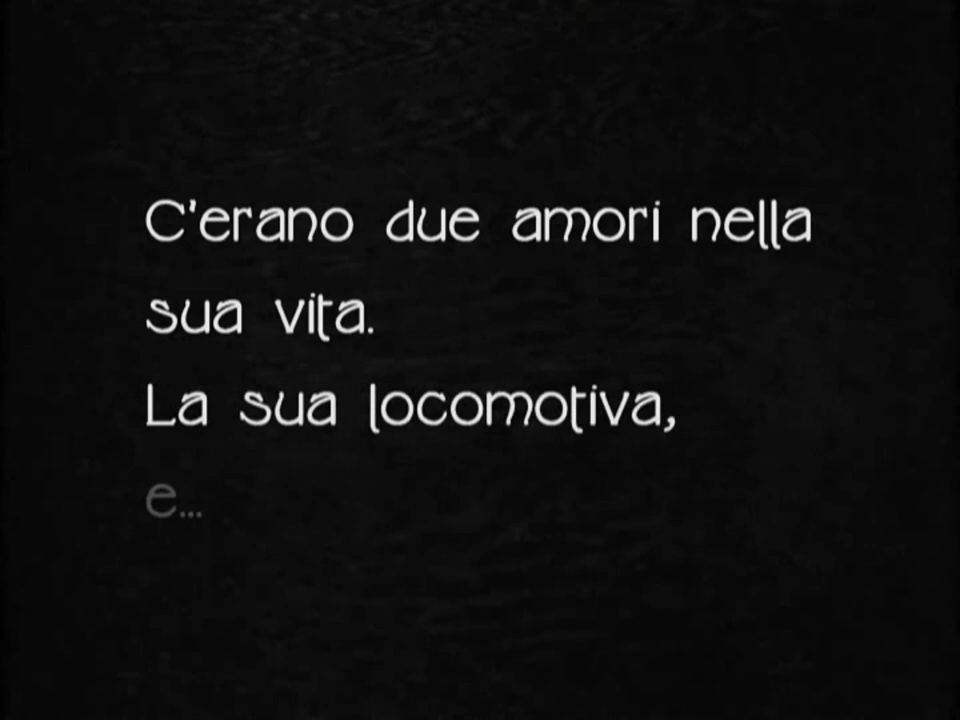 C'erano due amori nella
sua vita.
La sua locomotiva,
e...